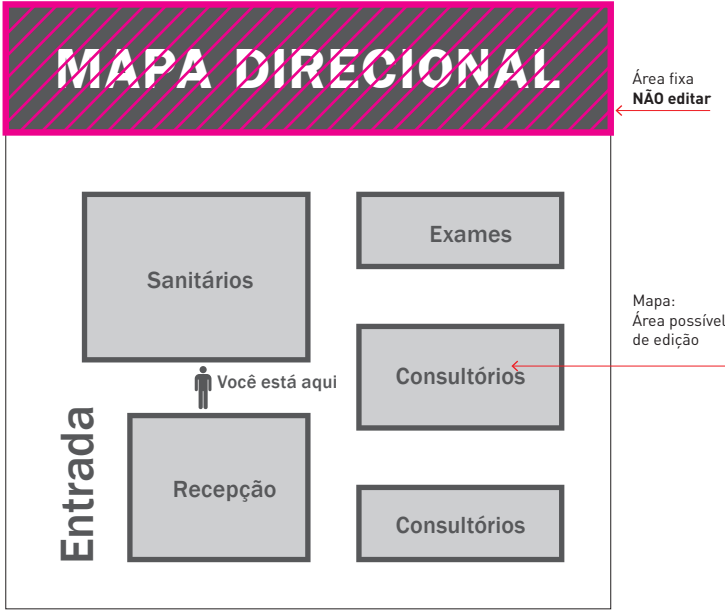 MAPA DIRECIONAL
Área fixa
NÃO editar
Sanitários
Exames
Mapa:
Área possível
de edição
Você está aqui
Consultórios
Entrada
Recepção
Consultórios